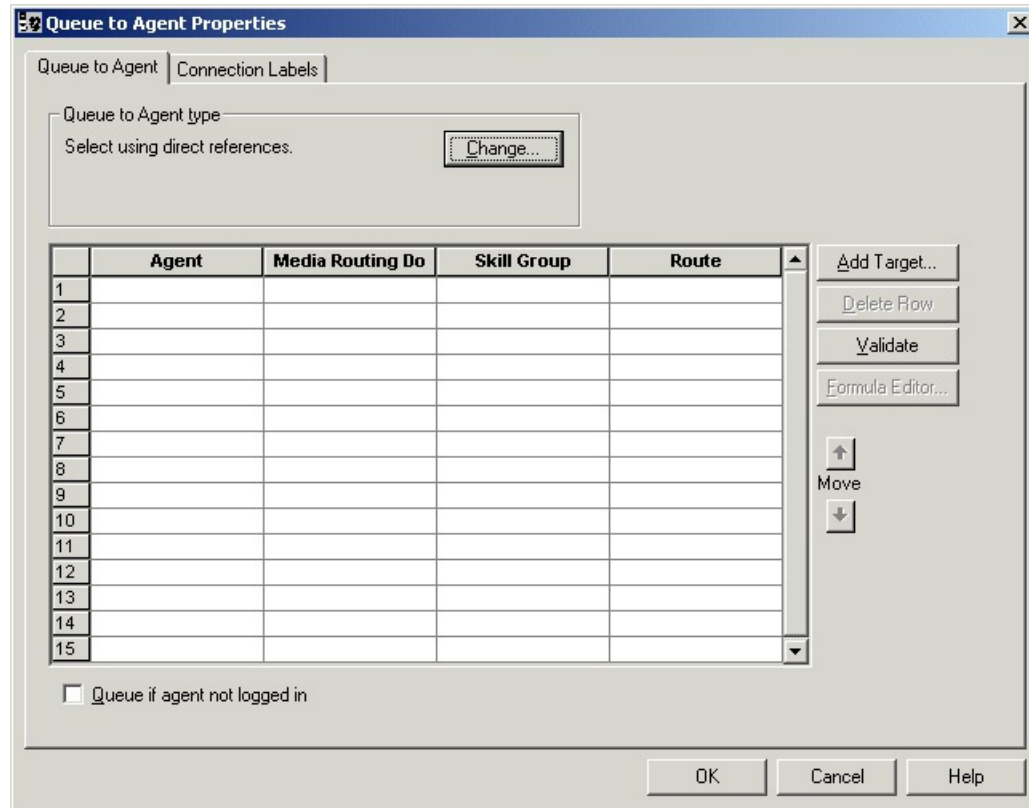 Queue to Agent Properties
Queue to Agent
Connection Labels
Queue to Agent type
Select using direct references.
Change...
Agent Media Routing Do Skill Group Route
1
2
3
4
5
6
7
8
9
10
11
12
13
14
15
Add Target...
Delete Row
Validate
Formula Editor...
Move
Queue if agent not logged in
OK Cancel Help